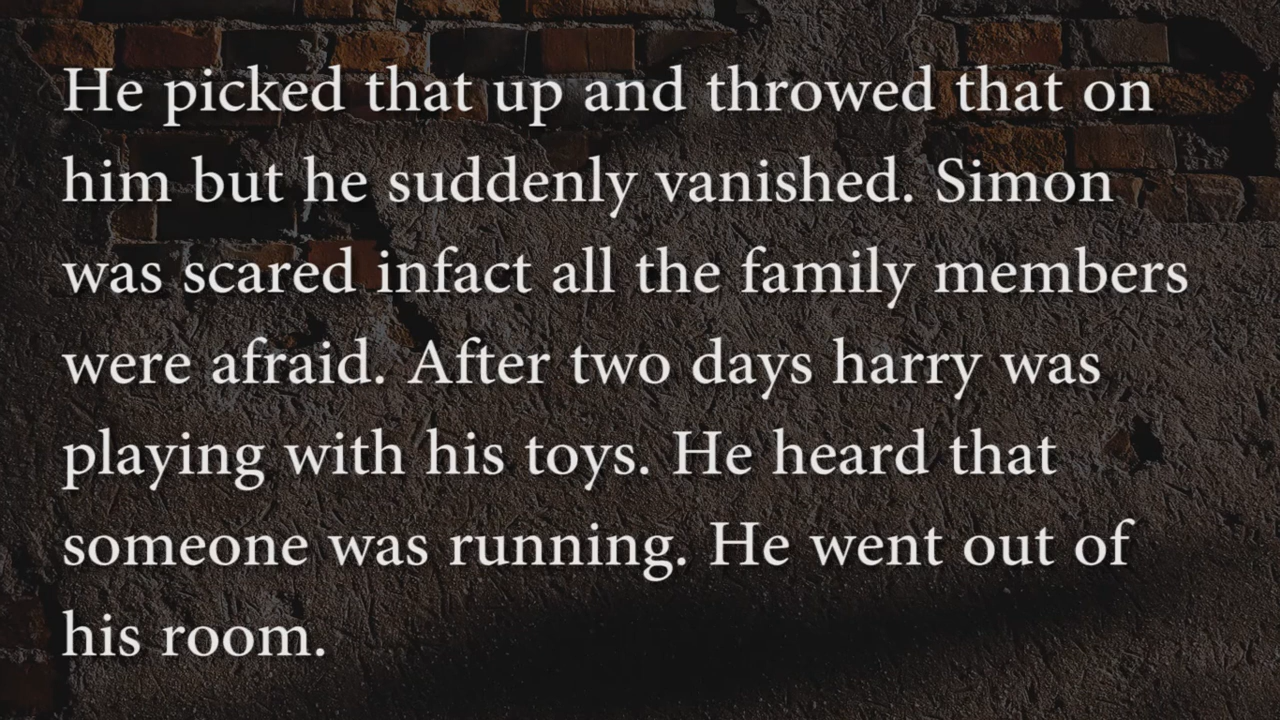 He picked that up and throwed that on
him but he suddenly vanished. Simon
was scared infact all the family members
were afraid. After two days harry was
playing with his toys. He heard that
someone was running. He went out of
his room.